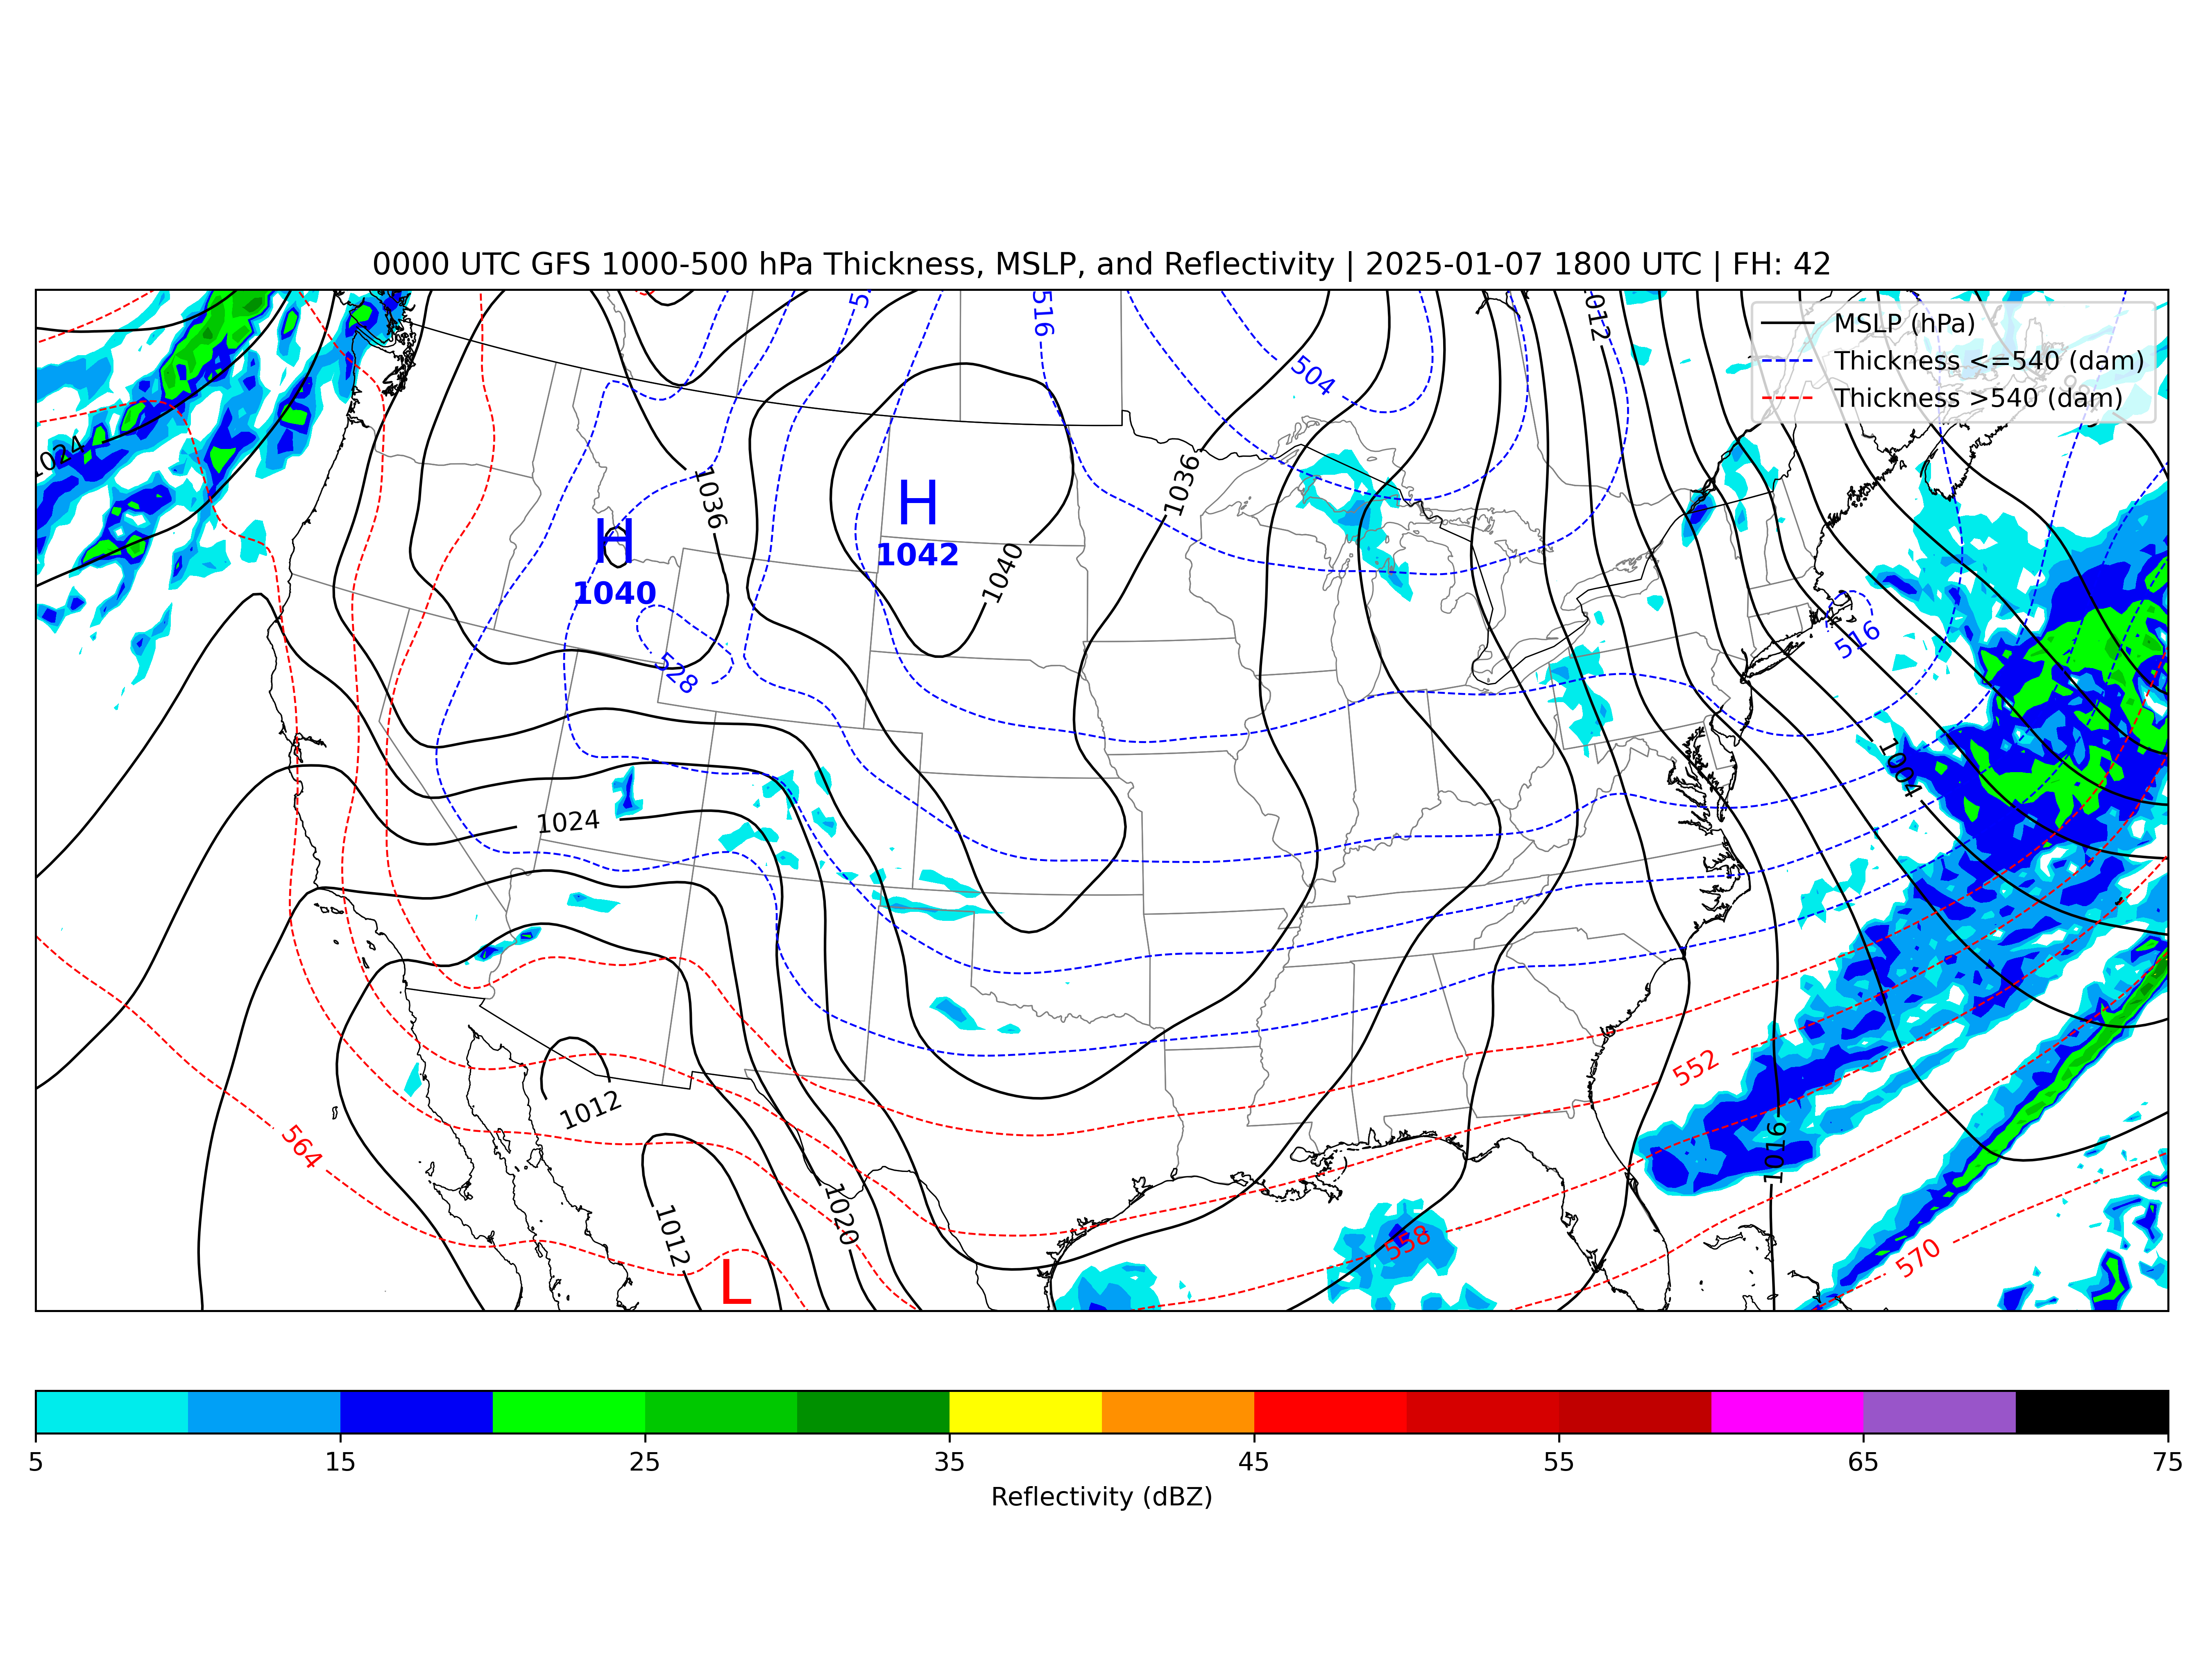 0000 UTC GFS 1000-500 hPa Thickness, MSLP, and Reflectivity | 2025-01-07 1800 UTC | FH: 42
MSLP (hPa)
Thickness <=540 (dam)
Thickness >540 (dam)
516
012
504
1024
1036
1036
H
1042
H
1040
1040
528
516
1004
1024
552
1012
1016
564
1012
1020
558
570
L
5 15 25 35 45 55 65 75
Reflectivity (dBZ)